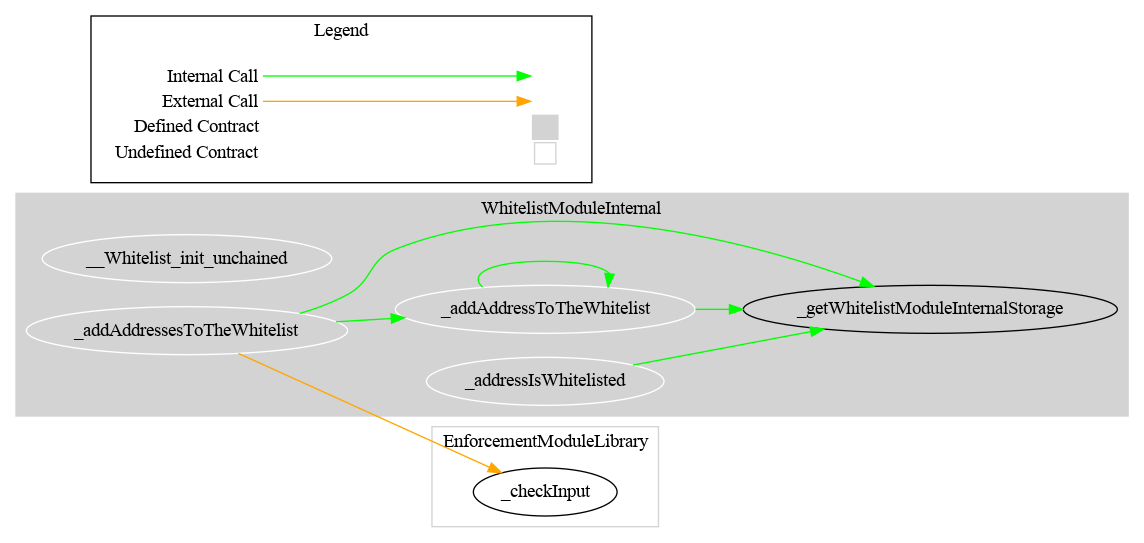 Legend
Internal Call
External Call
Defined Contract
Undefined Contract
WhitelistModuleInternal
__Whitelist_init_unchained
_addAddressesToTheWhitelist
_addAddressToTheWhitelist
_getWhitelistModuleInternalStorage
_addressIsWhitelisted
EnforcementModuleLibrary
_checkInput